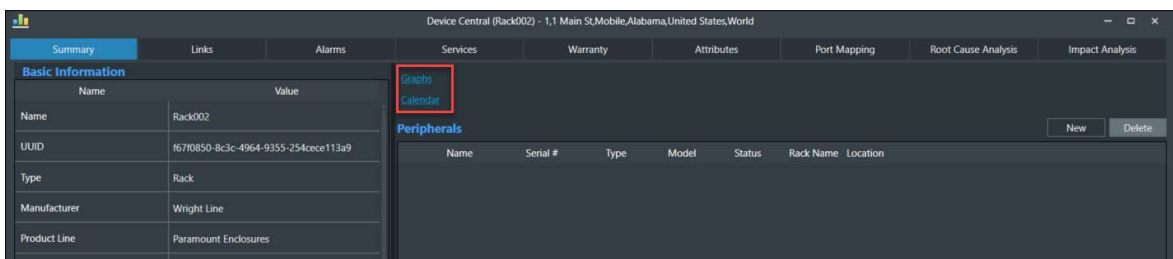 Device Central (Rack002) - 1,1 Main St,Mobile,Alabama,United States,World
Summary Links Alarms Services Warranty Attributes Port Mapping Root Cause Analysis Impact Analysis
Basic Information
Name Value
Name Rack002
UUID f67f0850-8c3c-4964-9355-254cece113a9
Type Rack
Manufacturer Wright Line
Product Line Paramount Enclosures
Graphs
Calendar
Peripherals New Delete
Name Serial # Type Model Status Rack Name Location